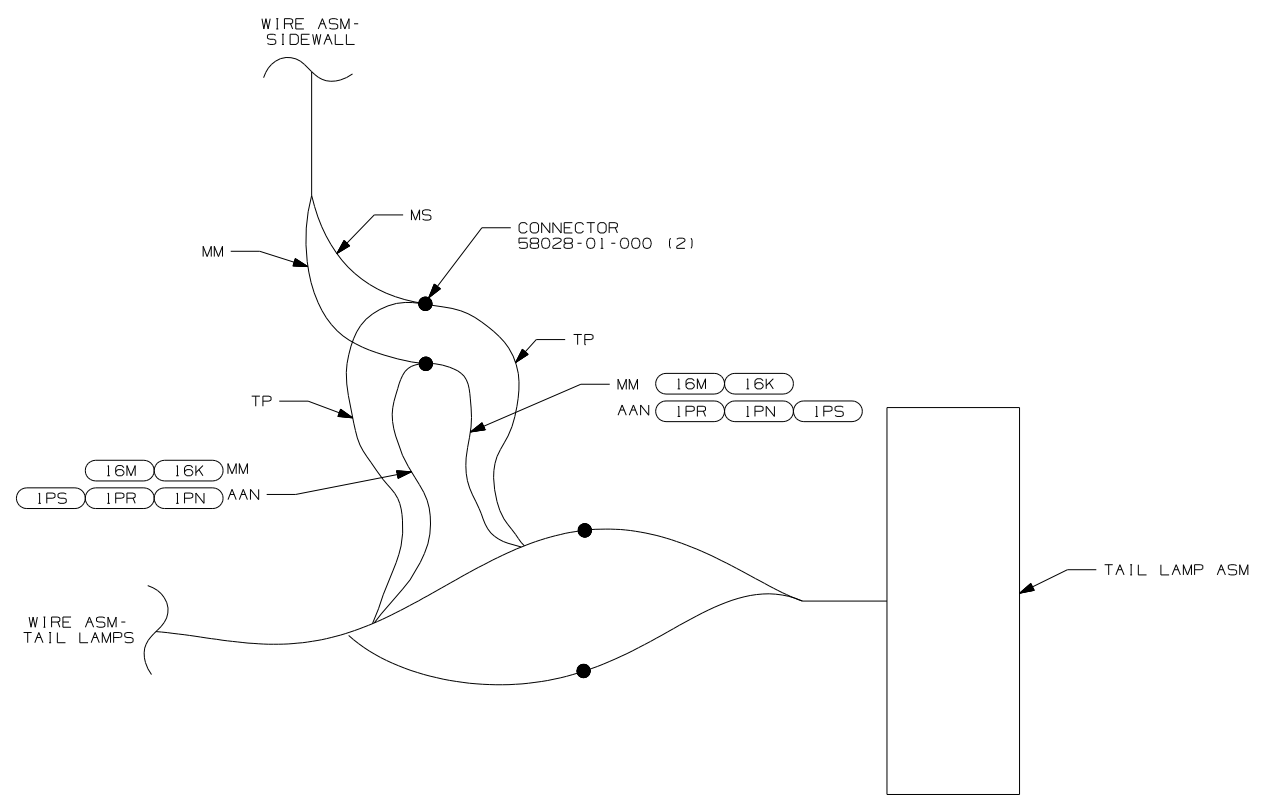 WIRE ASM-
SIDEWALL
MS
CONNECTOR
58028-01-000 (2)
MM
TP
MM 16M 16K
AAN 1PR 1PN 1PS
TP
16M 16K MM
1PS 1PR 1PN AAN
TAIL LAMP ASM
WIRE ASM-
TAIL LAMPS